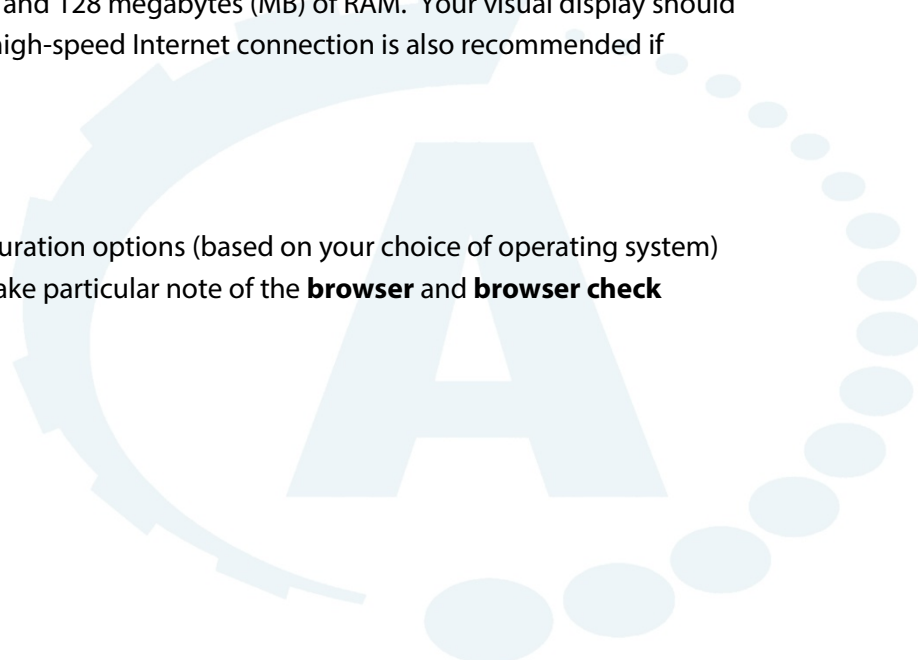 and 128 megabytes (MB) of RAM. Your visual display should
high-speed Internet connection is also recommended if
uration options (based on your choice of operating system)
ake particular note of the browser and browser check
A